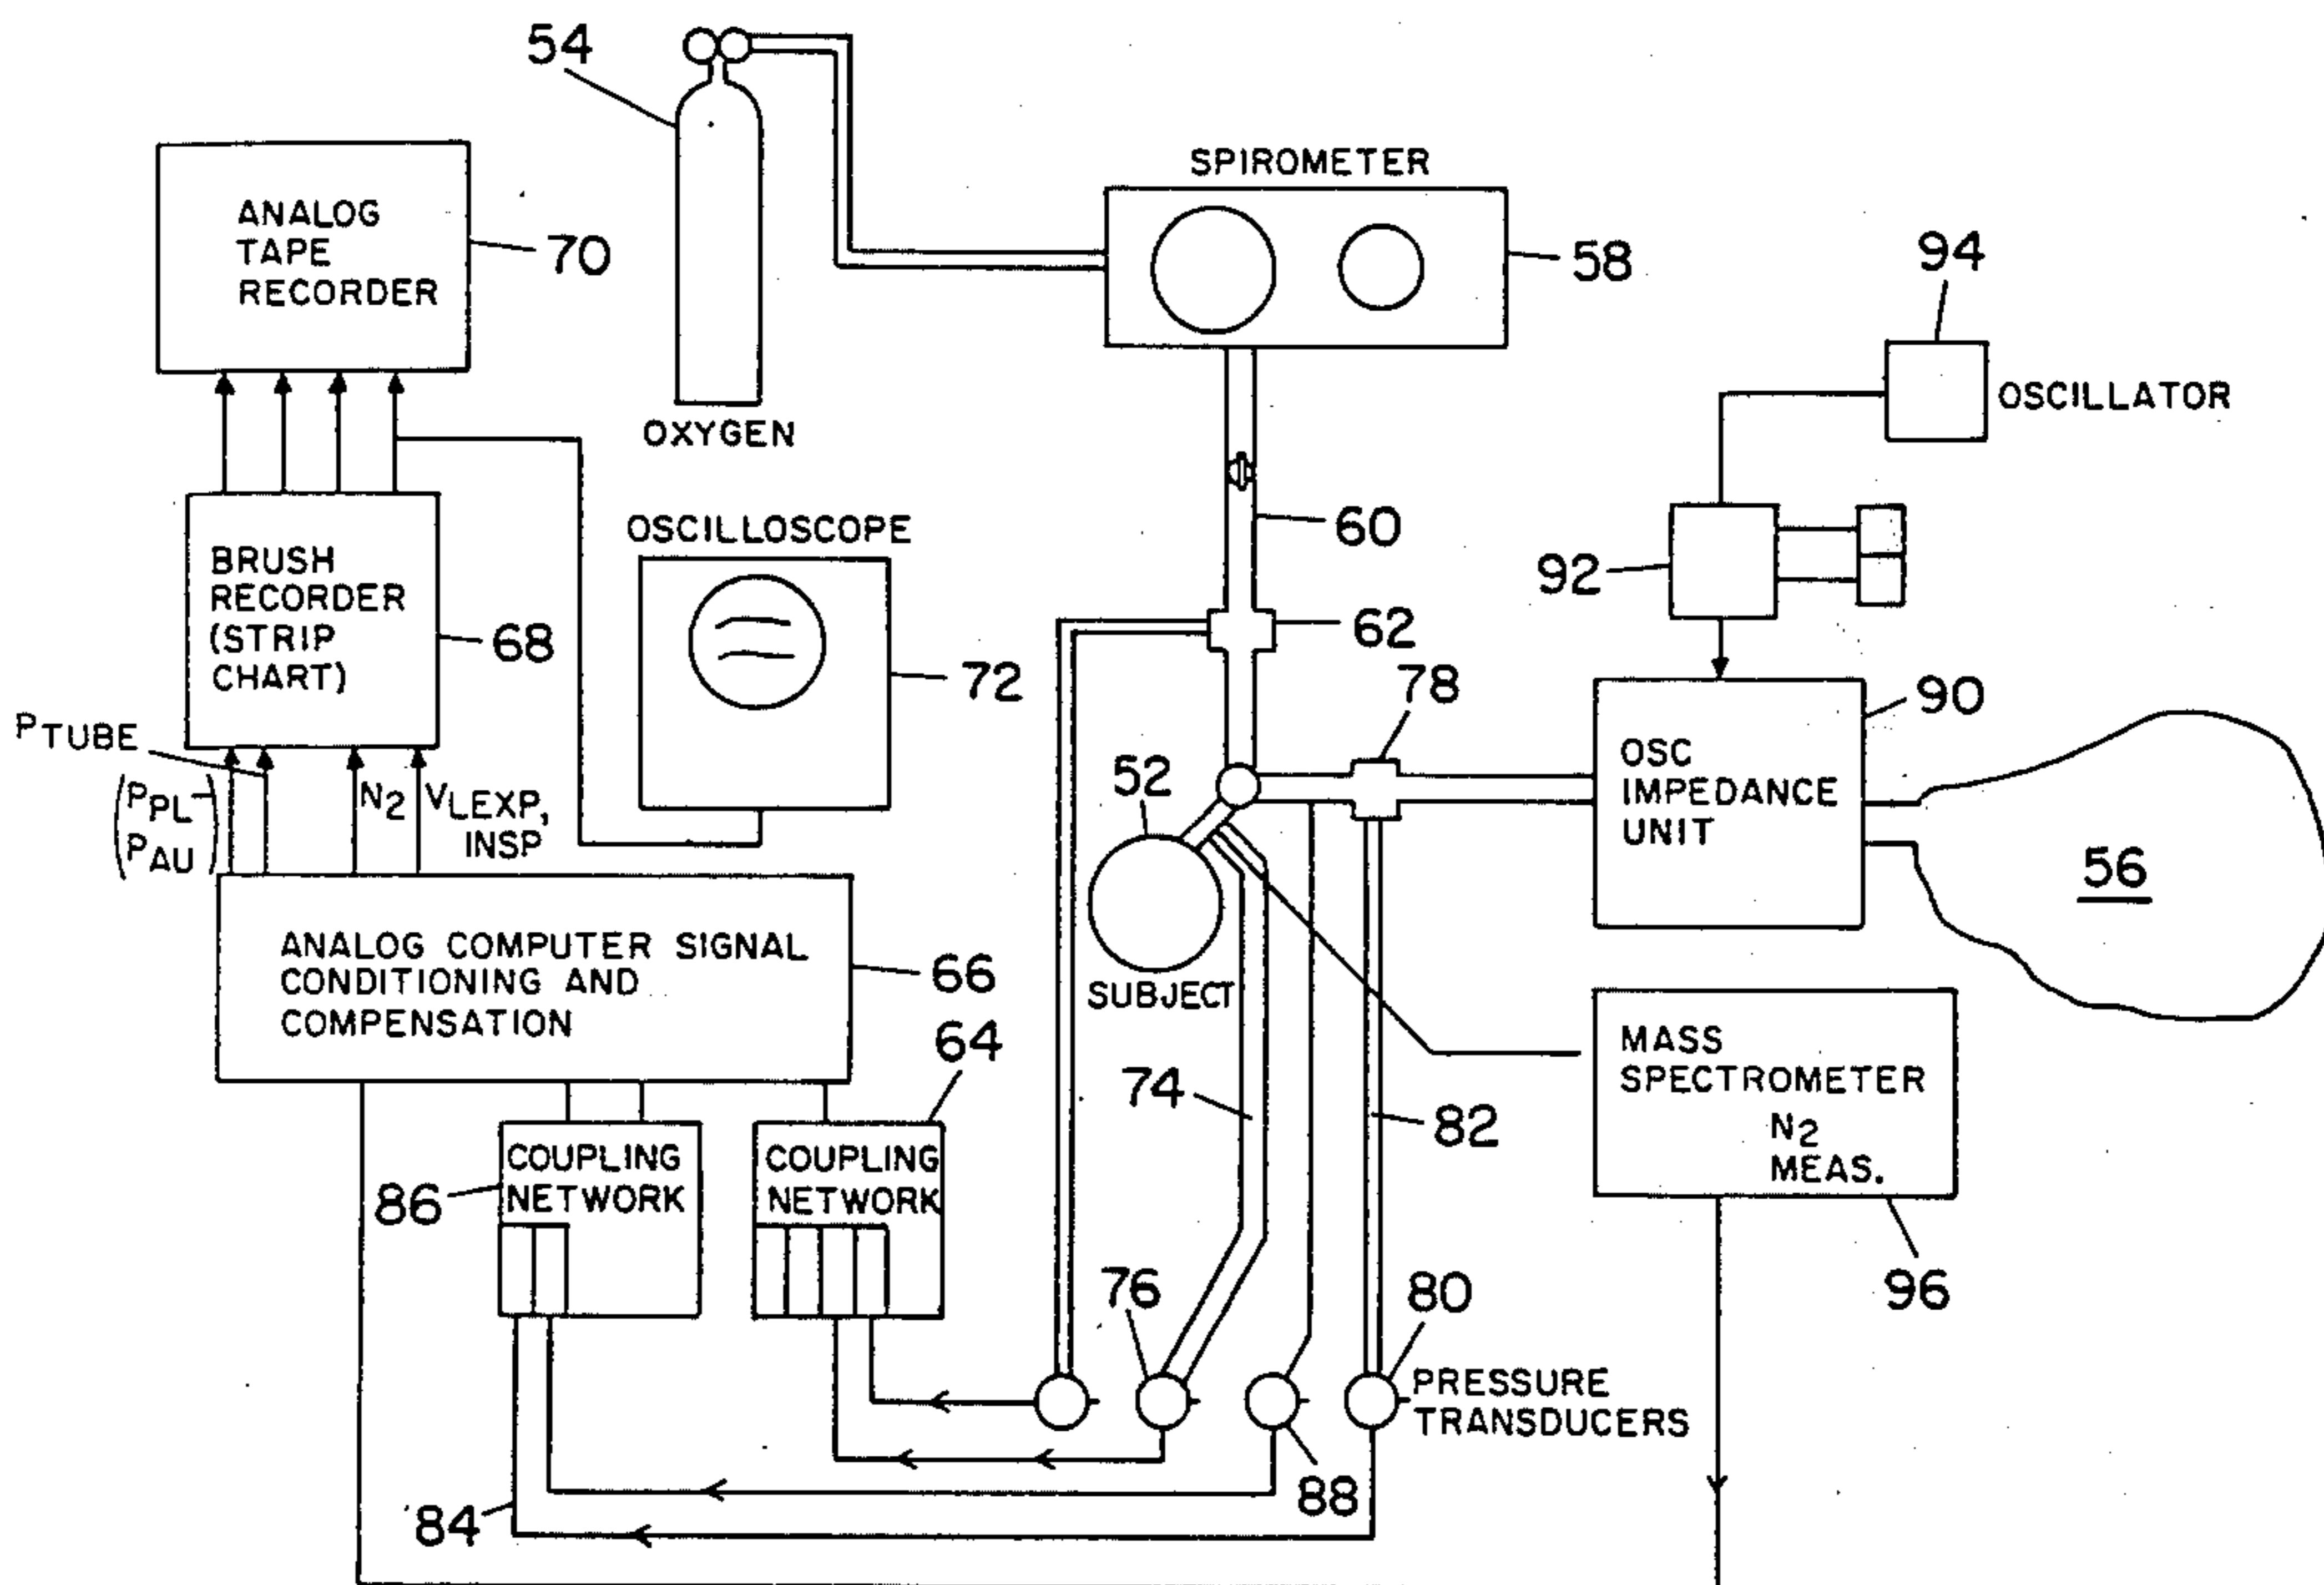 54
SPIROMETER
ANALOG
TAPE
RECORDER
70
58
94
OXYGEN
OSCILLATOR
OSCILLOSCOPE
60
BRUSH
RECORDER
(STRIP
CHART)
68
92
62
72
78
90
PTUBE
(PPL-
PAU)
N2
VLEXP,
INSP
52
OSC
IMPEDANCE
UNIT
56
ANALOG COMPUTER SIGNAL
CONDITIONING AND
COMPENSATION
66
SUBJECT
64
MASS
SPECTROMETER
N2
MEAS.
74
82
COUPLING
NETWORK
86
COUPLING
NETWORK
76
80
96
PRESSURE
TRANSDUCERS
88
84